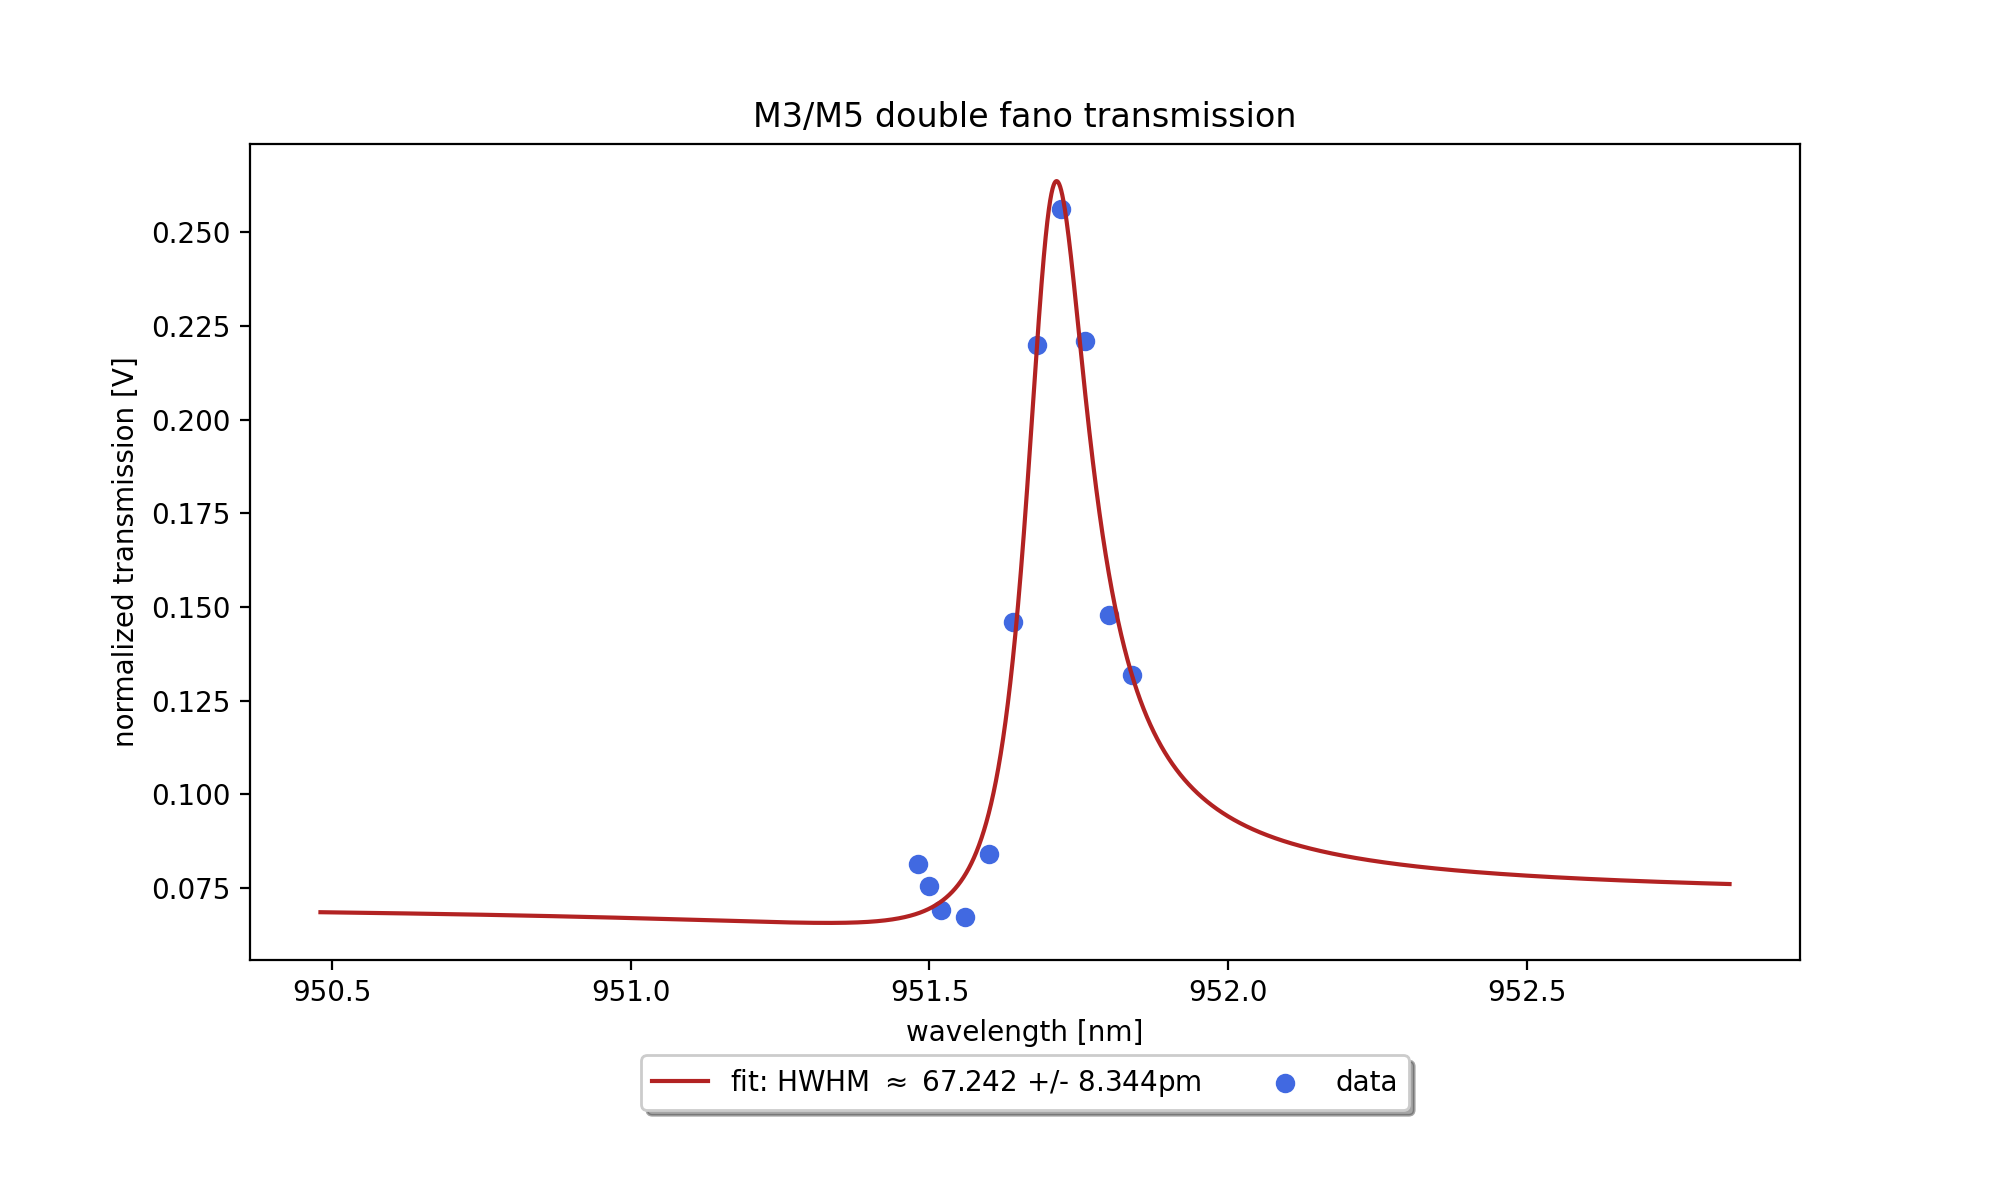 M3/M5 double fano transmission
normalized transmission [V]
0.250
0.225
0.200
0.175
0.150
0.125
0.100
0.075
950.5 951.0 951.5 952.0 952.5
wavelength [nm]
fit: HWHM ≈ 67.242 +/- 8.344pm data